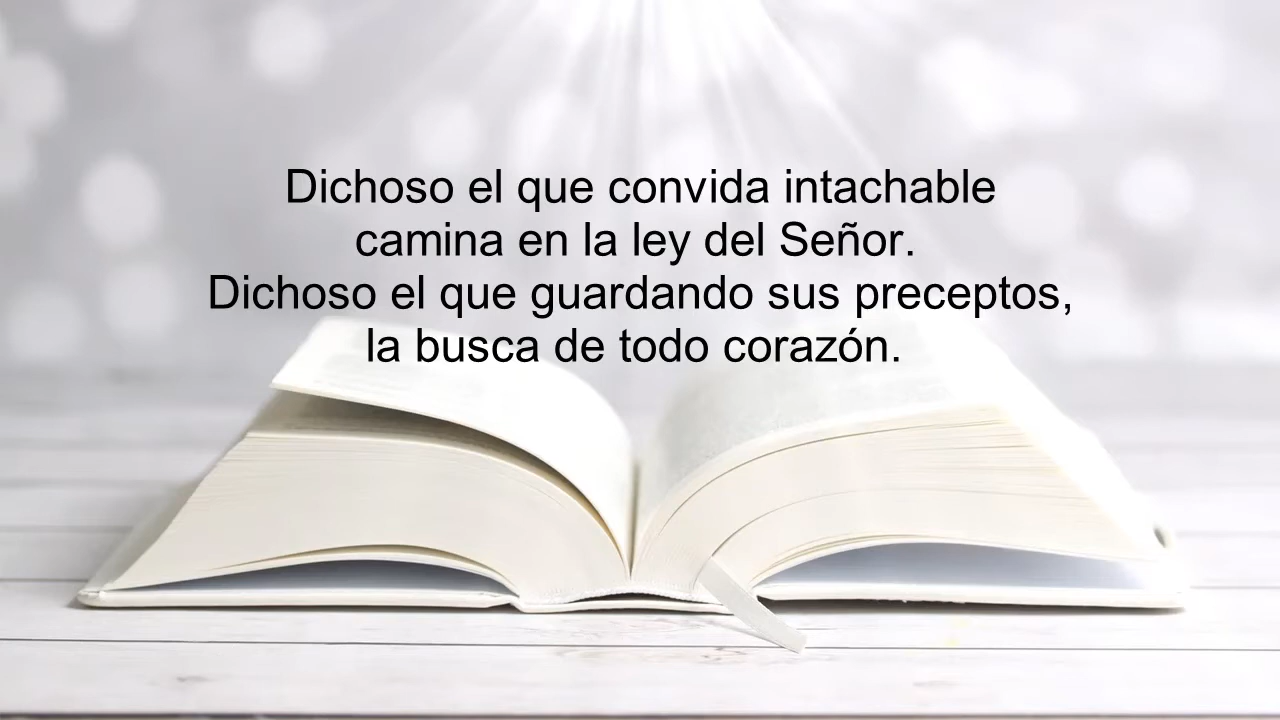 Dichoso el que convida intachable
camina en la ley del Señor.
Dichoso el que guardando sus preceptos,
la busca de todo corazón.